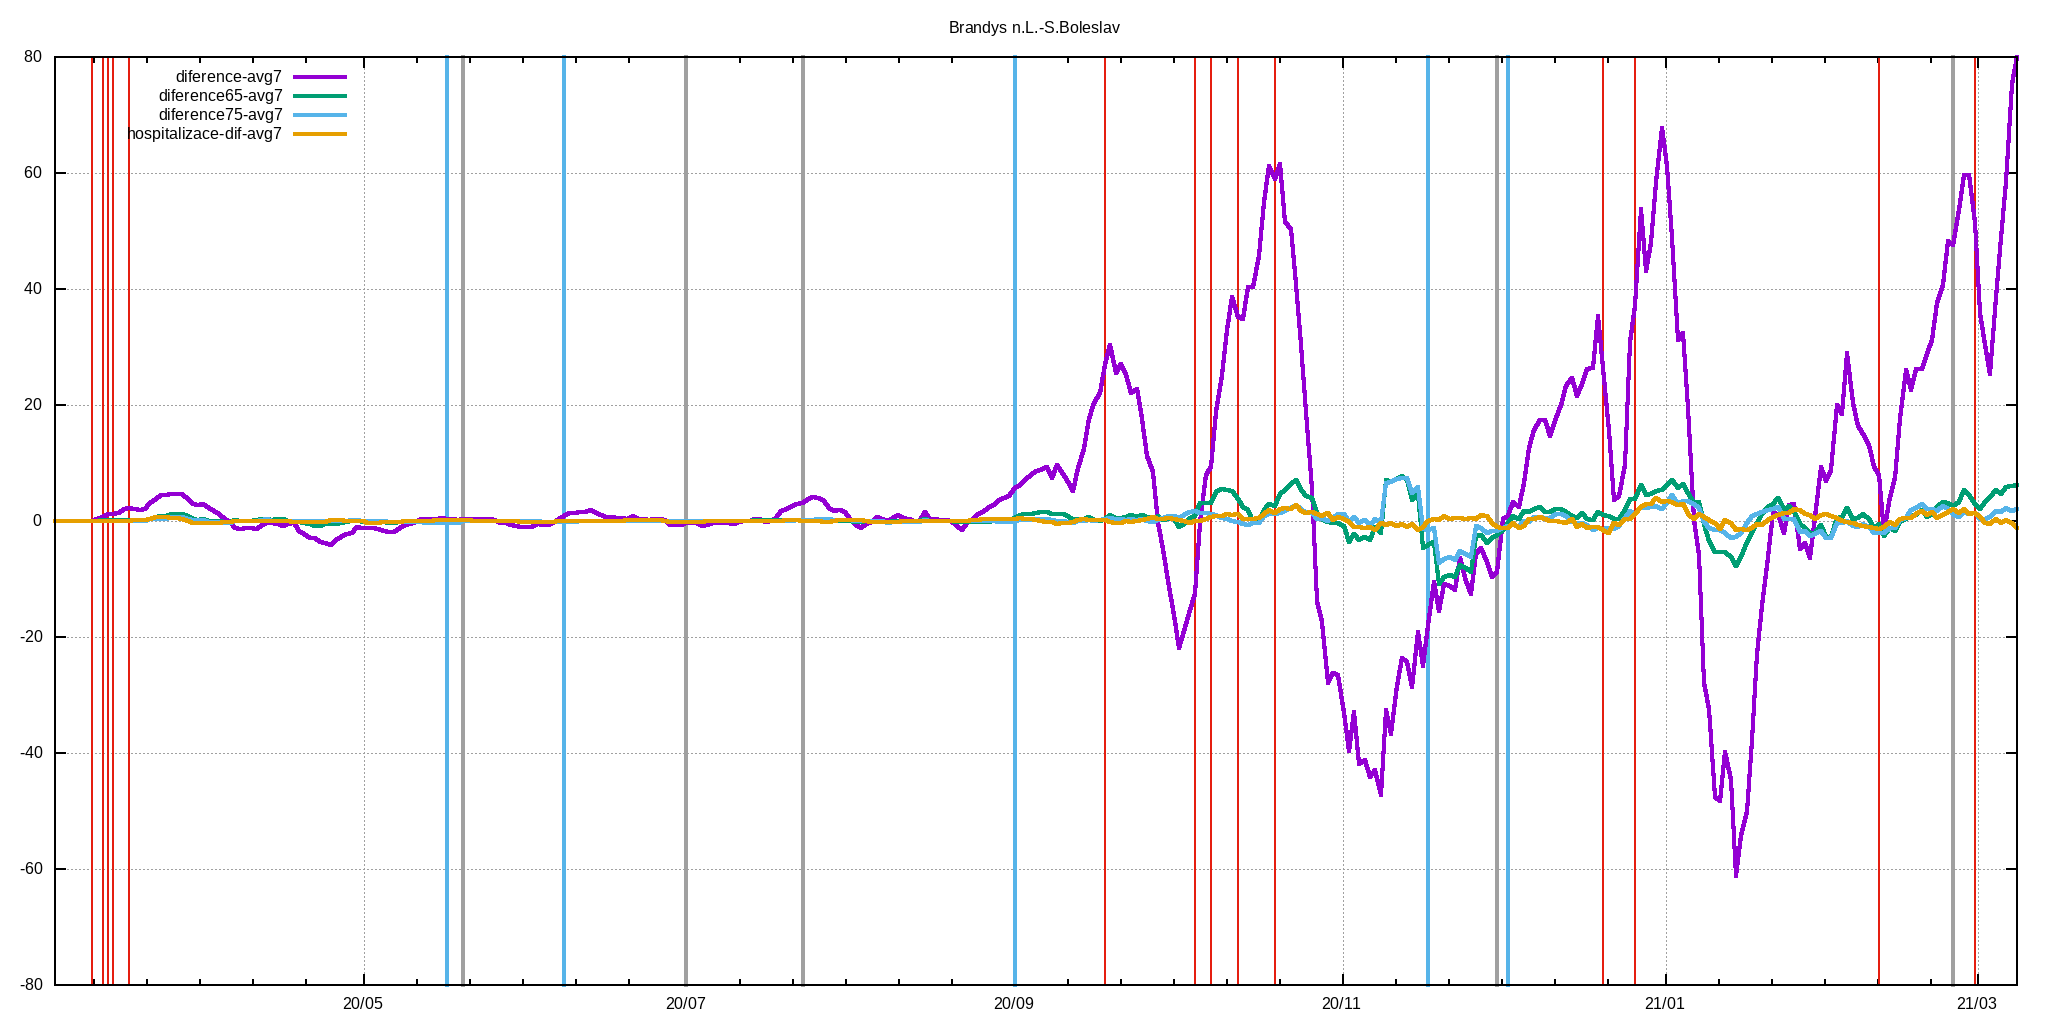 Brandys n.L.-S.Boleslav
diference-avg7
diference65-avg7
diference75-avg7
hospitalizace-dif-avg7
80
60
40
20
0
-20
-40
-60
-80
20/05 20/07 20/09 20/11 21/01 21/03